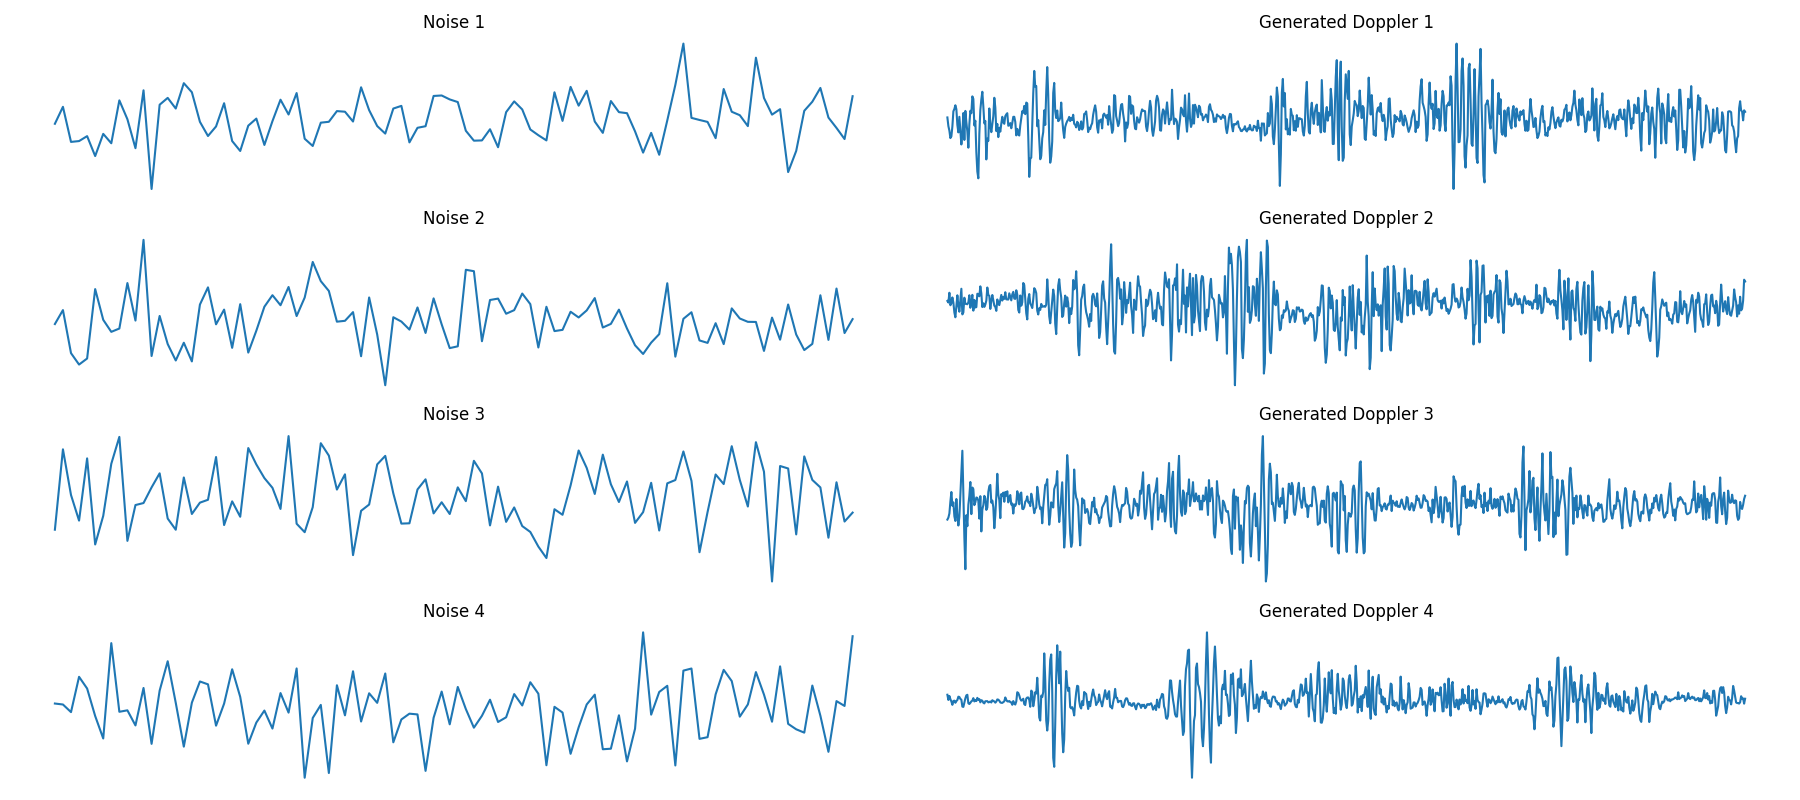 Noise 1
Generated Doppler 1
Noise 2
Generated Doppler 2
Noise 3
Generated Doppler 3
Noise 4
Generated Doppler 4